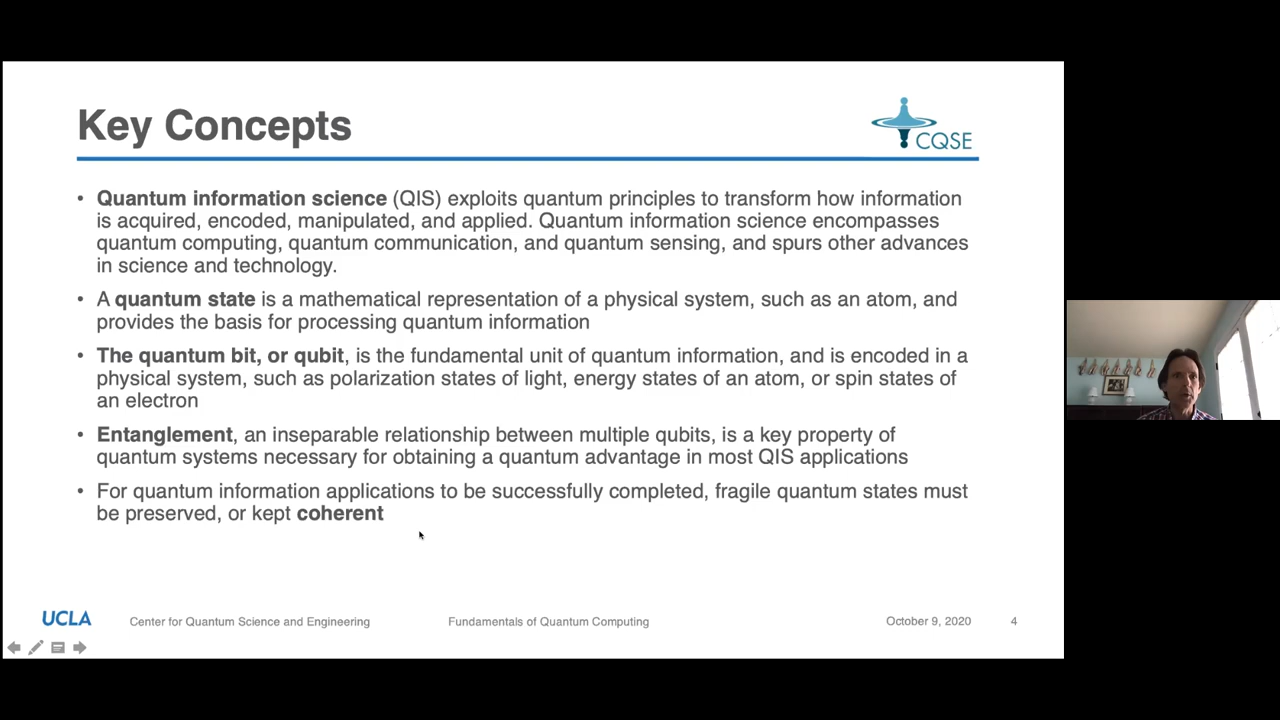 Key Concepts
CQSE
• Quantum information science (QIS) exploits quantum principles to transform how information
is acquired, encoded, manipulated, and applied. Quantum information science encompasses
quantum computing, quantum communication, and quantum sensing, and spurs other advances
in science and technology.
• A quantum state is a mathematical representation of a physical system, such as an atom, and
provides the basis for processing quantum information
• The quantum bit, or qubit, is the fundamental unit of quantum information, and is encoded in a
physical system, such as polarization states of light, energy states of an atom, or spin states of
an electron
• Entanglement, an inseparable relationship between multiple qubits, is a key property of
quantum systems necessary for obtaining a quantum advantage in most QIS applications
• For quantum information applications to be successfully completed, fragile quantum states must
be preserved, or kept coherent
UCLA Center for Quantum Science and Engineering Fundamentals of Quantum Computing October 9, 2020 4